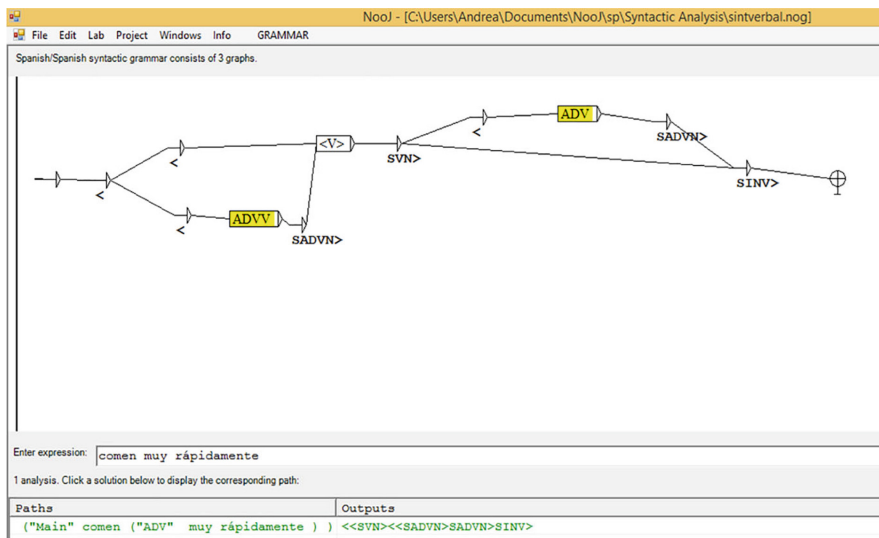 NooJ - [C:\Users\Andrea\Documents\NooJ\sp\Syntactic Analysis\sintverbal.nog]
File Edit Lab Project Windows Info GRAMMAR
Spanish/Spanish syntactic grammar consists of 3 graphs.
< ADV SADVN>
< <V> SVN>
< SINV>
< ADVV SADVN>
Enter expression: comen muy rápidamente
1 analysis. Click a solution below to display the corresponding path:
Paths Outputs
("Main" comen ("ADV" muy rápidamente ) ) <<SVN><<SADVN>SADVN>SINV>